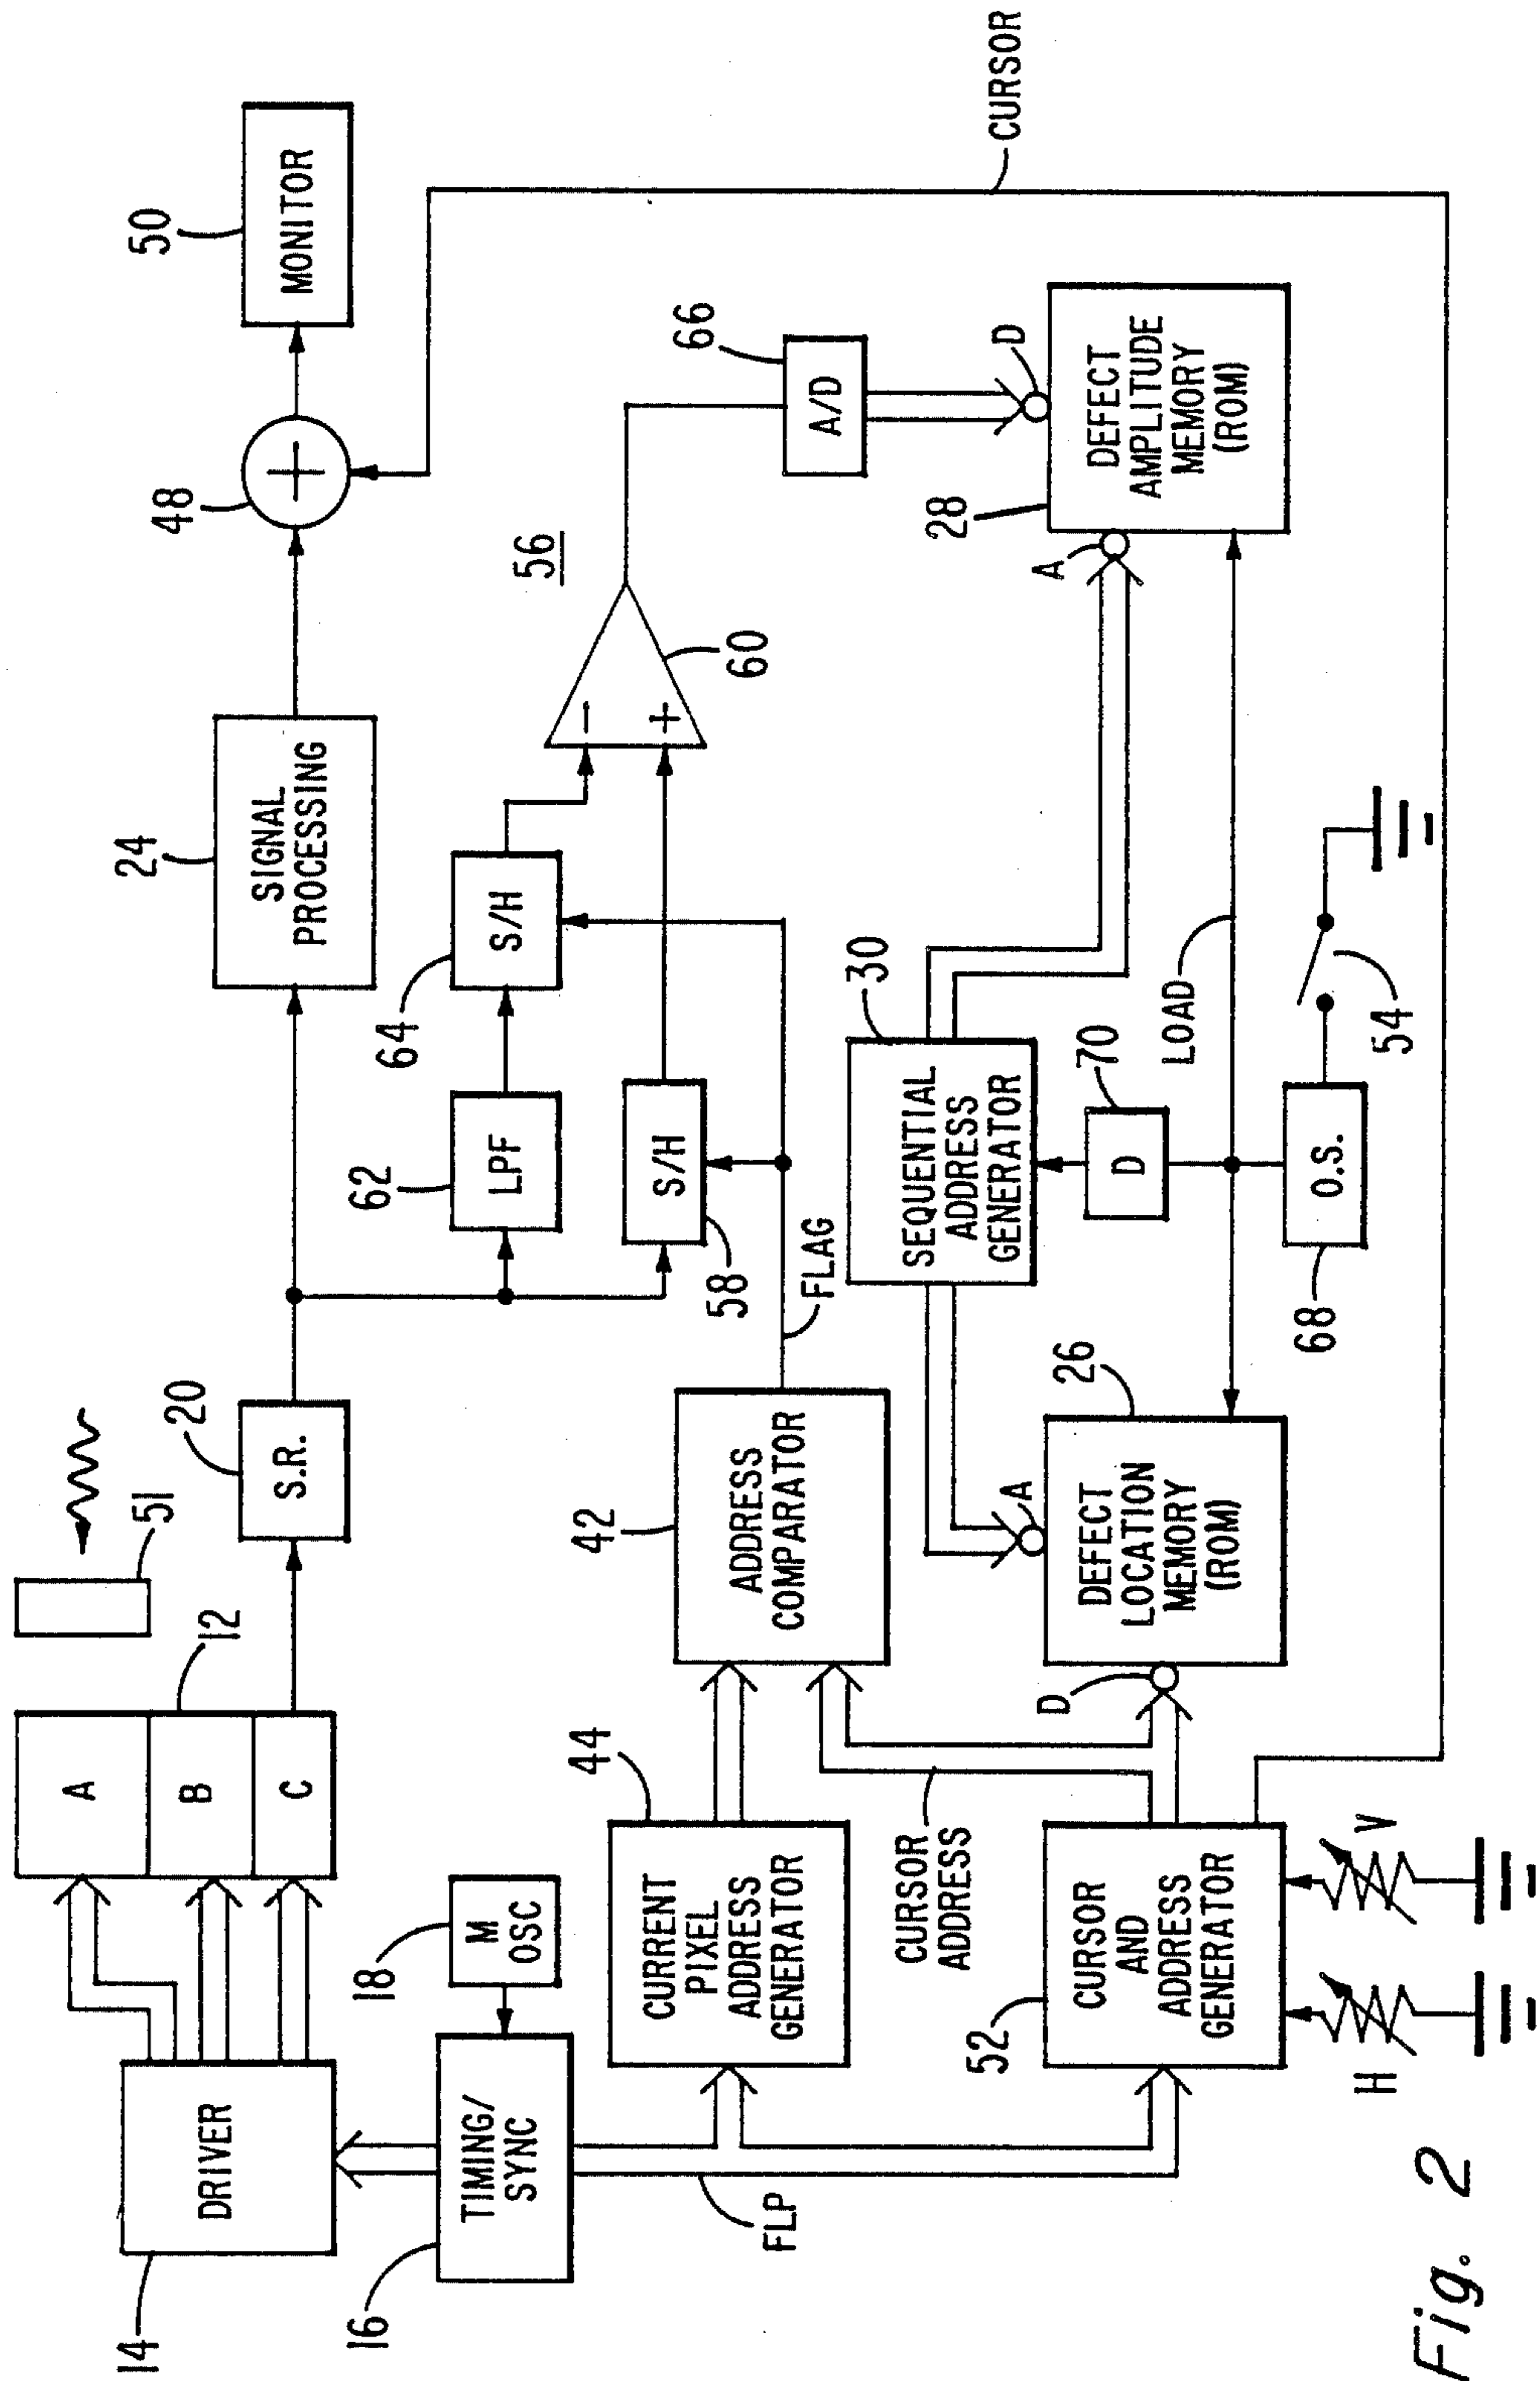 14
DRIVER
A
B
C
12
51
20
S.R.
24
SIGNAL
PROCESSING
48
+
50
MONITOR
16
TIMING/
SYNC
18
M
OSC
62
LPF
64
S/H
58
S/H
56
−
+
60
66
A/D
FLP
44
CURRENT
PIXEL
ADDRESS
GENERATOR
42
ADDRESS
COMPARATOR
FLAG
30
SEQUENTIAL
ADDRESS
GENERATOR
CURSOR
ADDRESS
52
CURSOR
AND
ADDRESS
GENERATOR
D
A
26
DEFECT
LOCATION
MEMORY
(ROM)
70
D
LOAD
A
D
28
DEFECT
AMPLITUDE
MEMORY
(ROM)
CURSOR
H
V
68
O.S.
54
Fig. 2